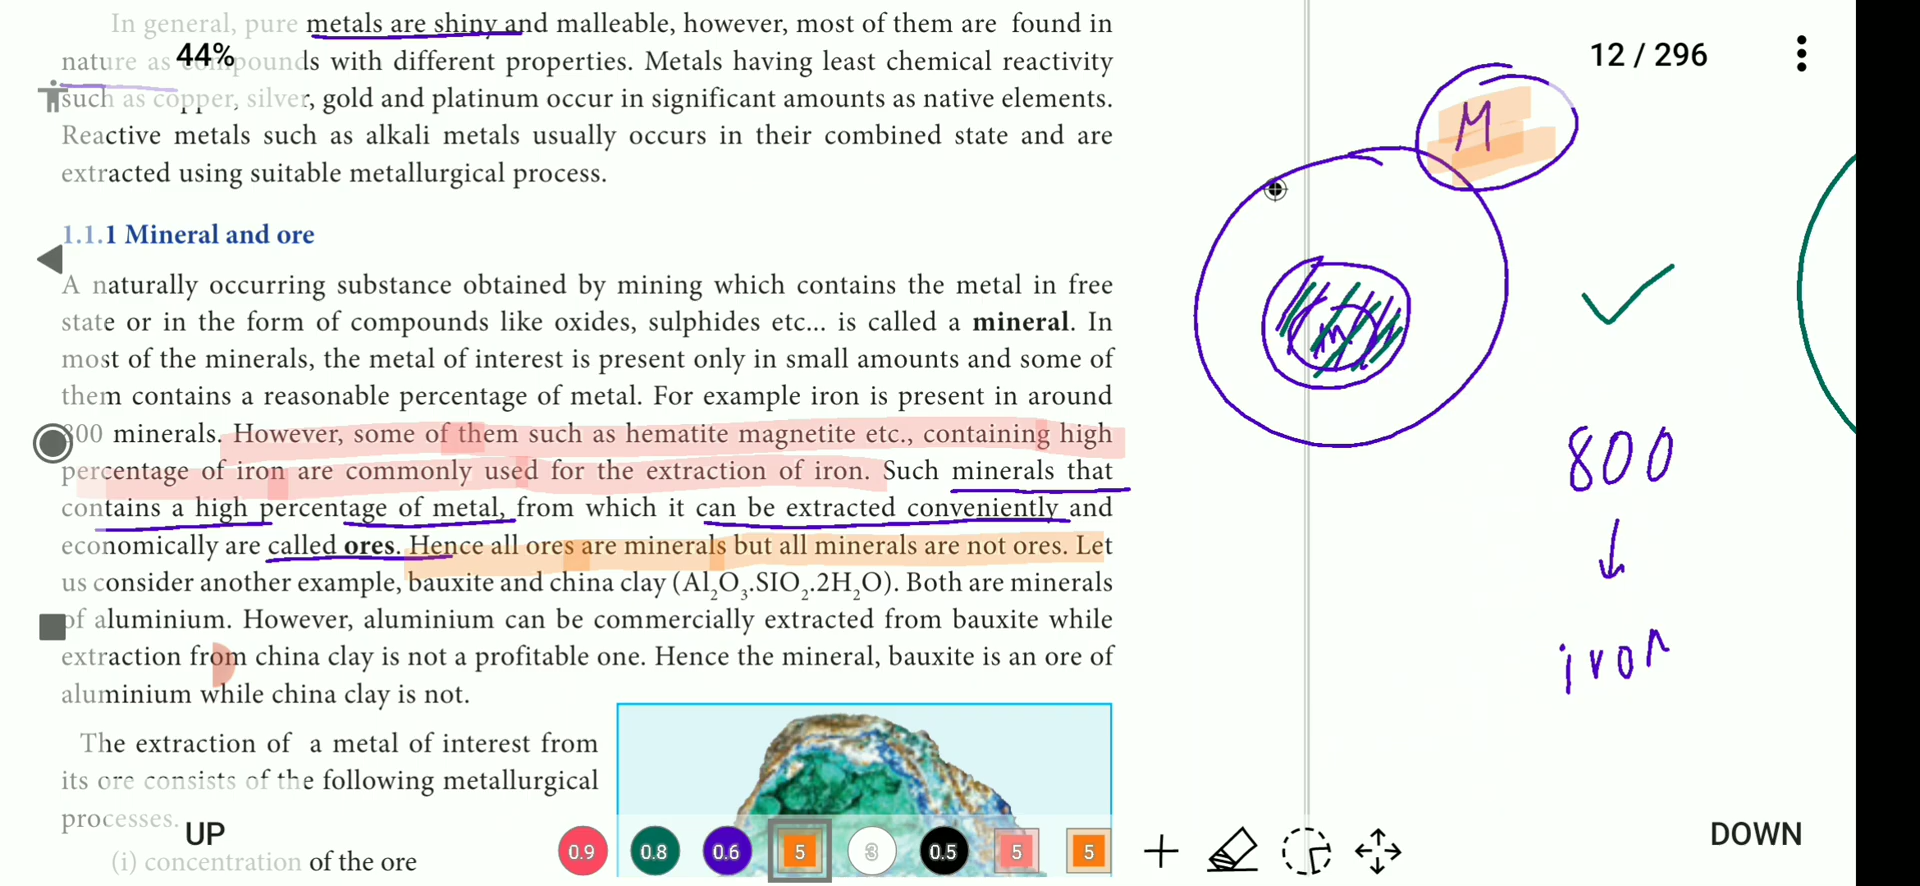 In general, pure metals are shiny and malleable, however, most of them are found in
nature as compounds with different properties. Metals having least chemical reactivity
such as copper, silver, gold and platinum occur in significant amounts as native elements.
Reactive metals such as alkali metals usually occurs in their combined state and are
extracted using suitable metallurgical process.
44%
12 / 296
M
1.1.1 Mineral and ore
A naturally occurring substance obtained by mining which contains the metal in free
state or in the form of compounds like oxides, sulphides etc... is called a mineral. In
most of the minerals, the metal of interest is present only in small amounts and some of
them contains a reasonable percentage of metal. For example iron is present in around
800 minerals. However, some of them such as hematite magnetite etc., containing high
percentage of iron are commonly used for the extraction of iron. Such minerals that
contains a high percentage of metal, from which it can be extracted conveniently and
economically are called ores. Hence all ores are minerals but all minerals are not ores. Let
us consider another example, bauxite and china clay (Al₂O₃.SIO₂.2H₂O). Both are minerals
of aluminium. However, aluminium can be commercially extracted from bauxite while
extraction from china clay is not a profitable one. Hence the mineral, bauxite is an ore of
aluminium while china clay is not.
m
800
iron
The extraction of a metal of interest from
its ore consists of the following metallurgical
processes.
(i) concentration of the ore
UP
0.9 0.8 0.6 5 3 0.5 5 5
DOWN